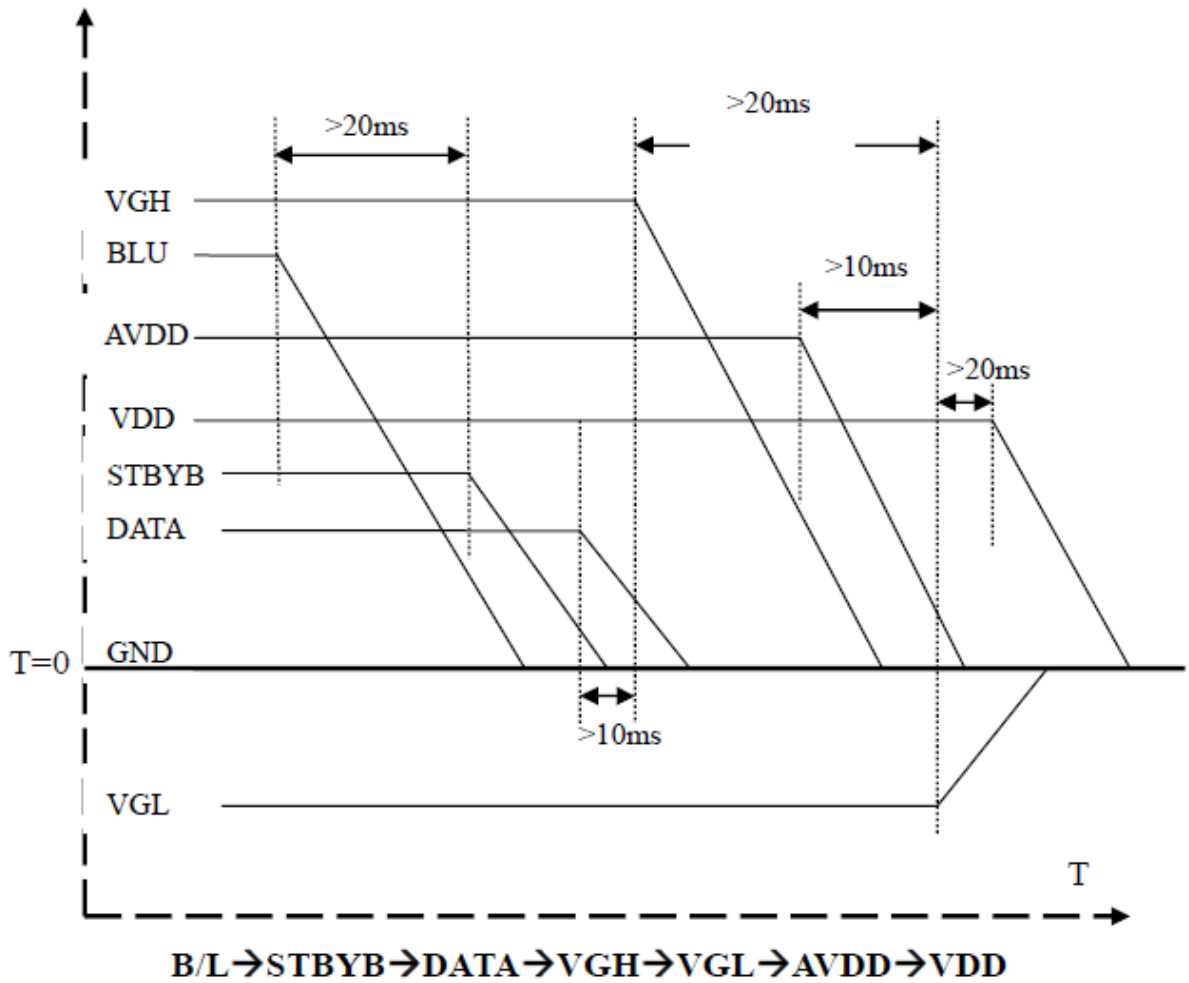 >20ms
>20ms
VGH
BLU
>10ms
AVDD
>20ms
VDD
STBYB
DATA
GND
T=0
>10ms
VGL
T
B/L→STBYB→DATA→VGH→VGL→AVDD→VDD